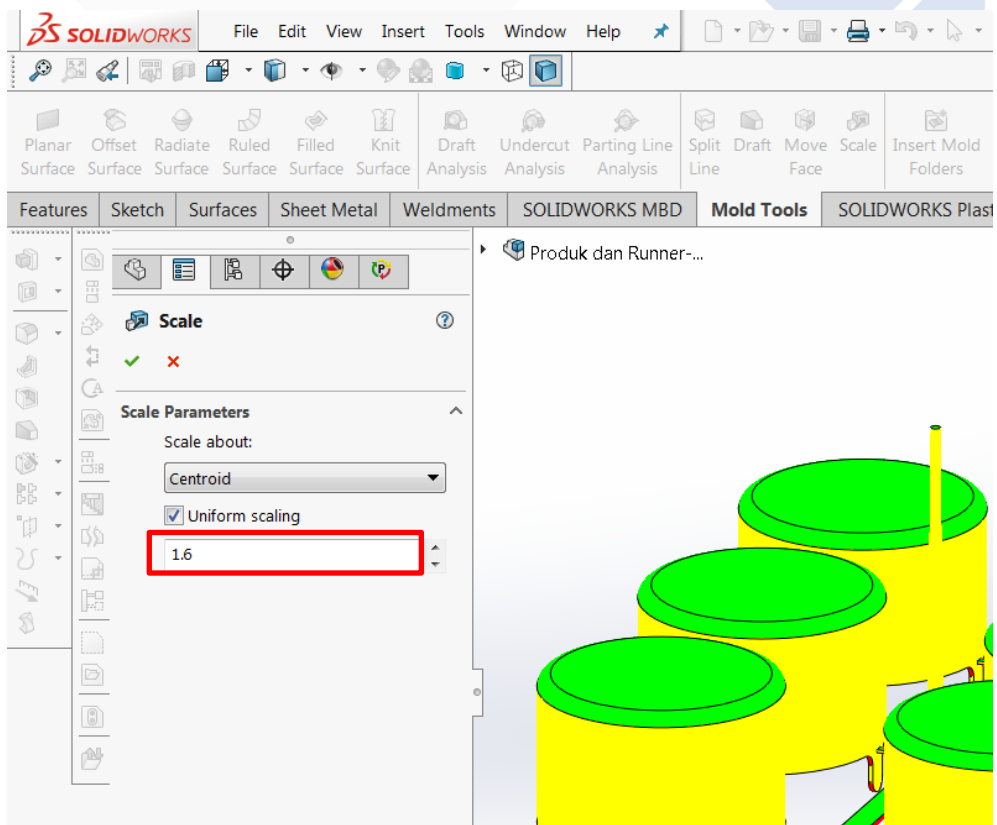 SOLIDWORKS File Edit View Insert Tools Window Help
Planar Surface Offset Surface Radiate Surface Ruled Surface Filled Surface Knit Surface Draft Analysis Undercut Analysis Parting Line Analysis Split Line Draft Move Face Scale Insert Mold Folders
Features Sketch Surfaces Sheet Metal Weldments SOLIDWORKS MBD Mold Tools SOLIDWORKS Plast
Produk dan Runner-...
Scale
Scale Parameters
Scale about:
Centroid
Uniform scaling
1.6